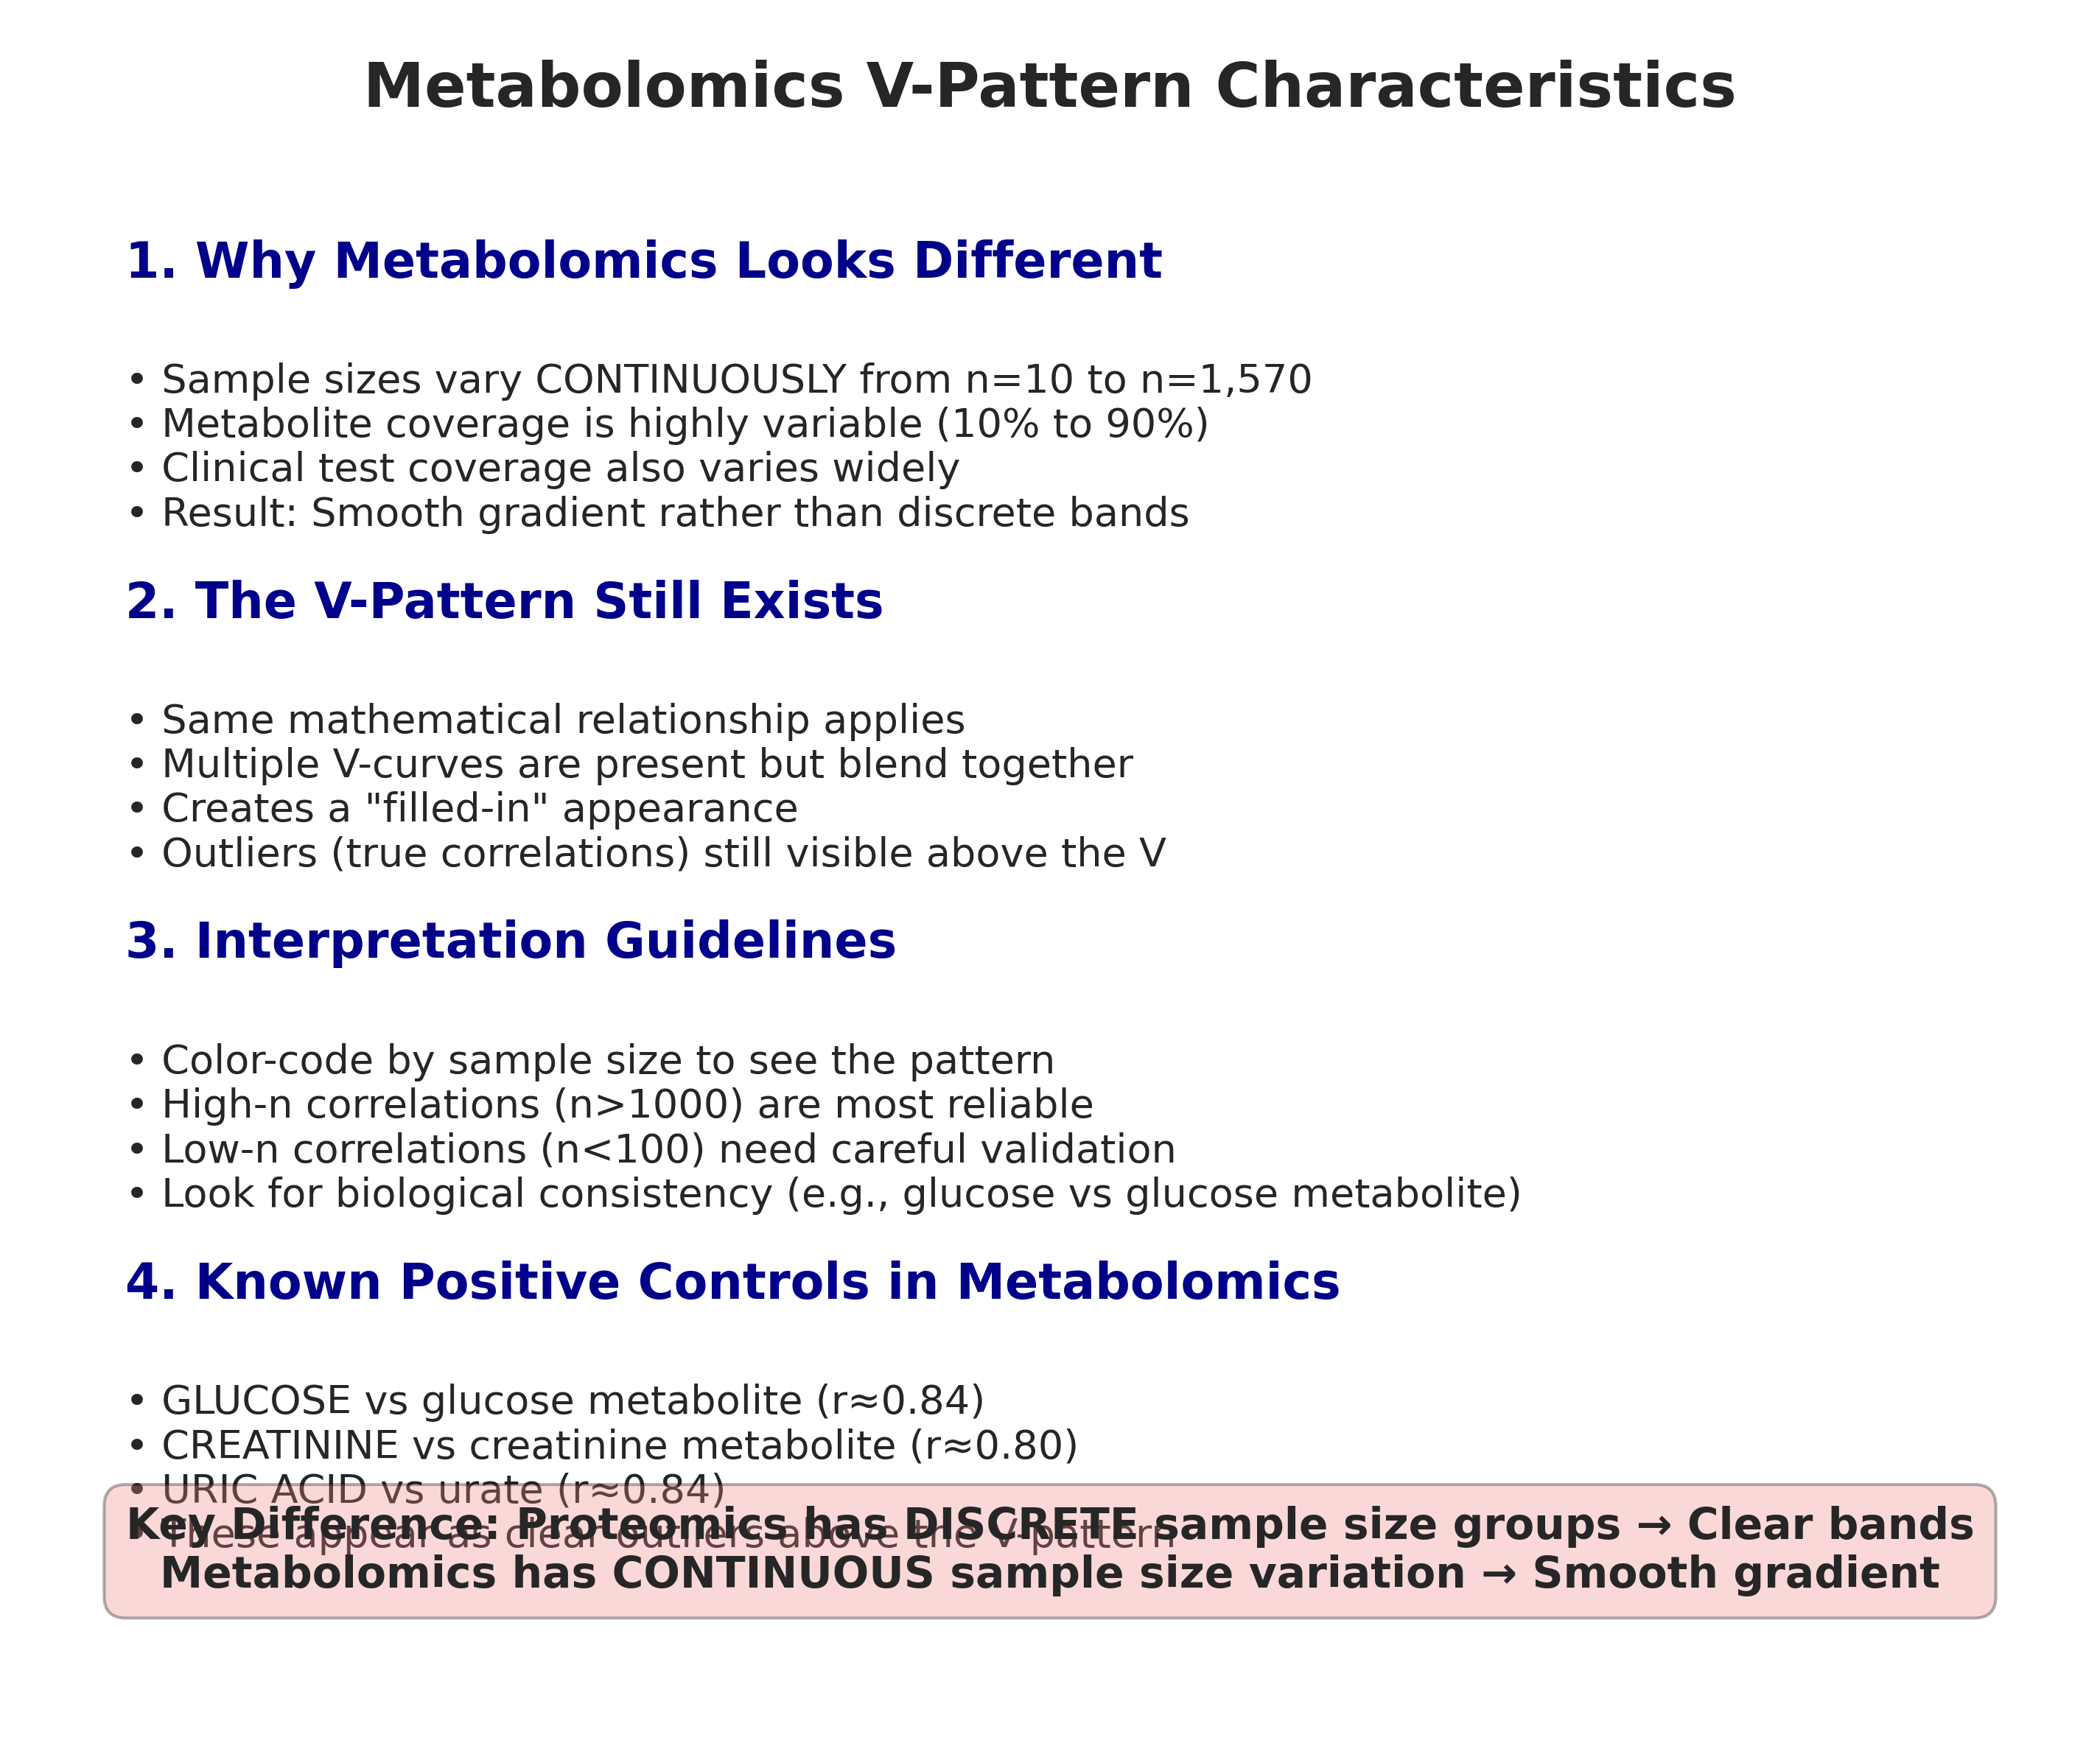 Metabolomics V-Pattern Characteristics
1. Why Metabolomics Looks Different
• Sample sizes vary CONTINUOUSLY from n=10 to n=1,570
• Metabolite coverage is highly variable (10% to 90%)
• Clinical test coverage also varies widely
• Result: Smooth gradient rather than discrete bands
2. The V-Pattern Still Exists
• Same mathematical relationship applies
• Multiple V-curves are present but blend together
• Creates a "filled-in" appearance
• Outliers (true correlations) still visible above the V
3. Interpretation Guidelines
• Color-code by sample size to see the pattern
• High-n correlations (n>1000) are most reliable
• Low-n correlations (n<100) need careful validation
• Look for biological consistency (e.g., glucose vs glucose metabolite)
4. Known Positive Controls in Metabolomics
• GLUCOSE vs glucose metabolite (r≈0.84)
• CREATININE vs creatinine metabolite (r≈0.80)
• URIC ACID vs urate (r≈0.84)
• These appear as clear outliers above the V-pattern
Key Difference: Proteomics has DISCRETE sample size groups → Clear bands
Metabolomics has CONTINUOUS sample size variation → Smooth gradient